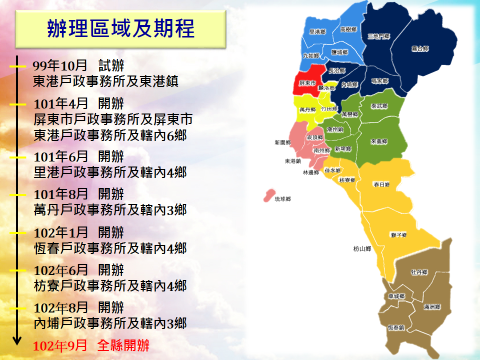 辦理區域及期程
99年10月 試辦
東港戶政事務所及東港鎮
101年4月 開辦
屏東市戶政事務所及屏東市
東港戶政事務所及轄內6鄉
101年6月 開辦
里港戶政事務所及轄內4鄉
101年8月 開辦
萬丹戶政事務所及轄內3鄉
102年1月 開辦
恆春戶政事務所及轄內4鄉
102年6月 開辦
枋寮戶政事務所及轄內4鄉
102年8月 開辦
內埔戶政事務所及轄內3鄉
102年9月 全縣開辦
高樹鄉
里港鄉
三地門鄉
霧台鄉
鹽埔鄉
九如鄉
長治鄉
屏東市
瑪家鄉
內埔鄉
麟洛鄉
萬丹鄉
竹田鄉
泰武鄉
萬巒鄉
潮州鎮
新園鄉
崁頂鄉
來義鄉
南州鄉
新埤鄉
東港鎮
林邊鄉
佳冬鄉
枋寮鄉
春日鄉
琉球鄉
獅子鄉
枋山鄉
牡丹鄉
車城鄉
滿洲鄉
恆春鎮